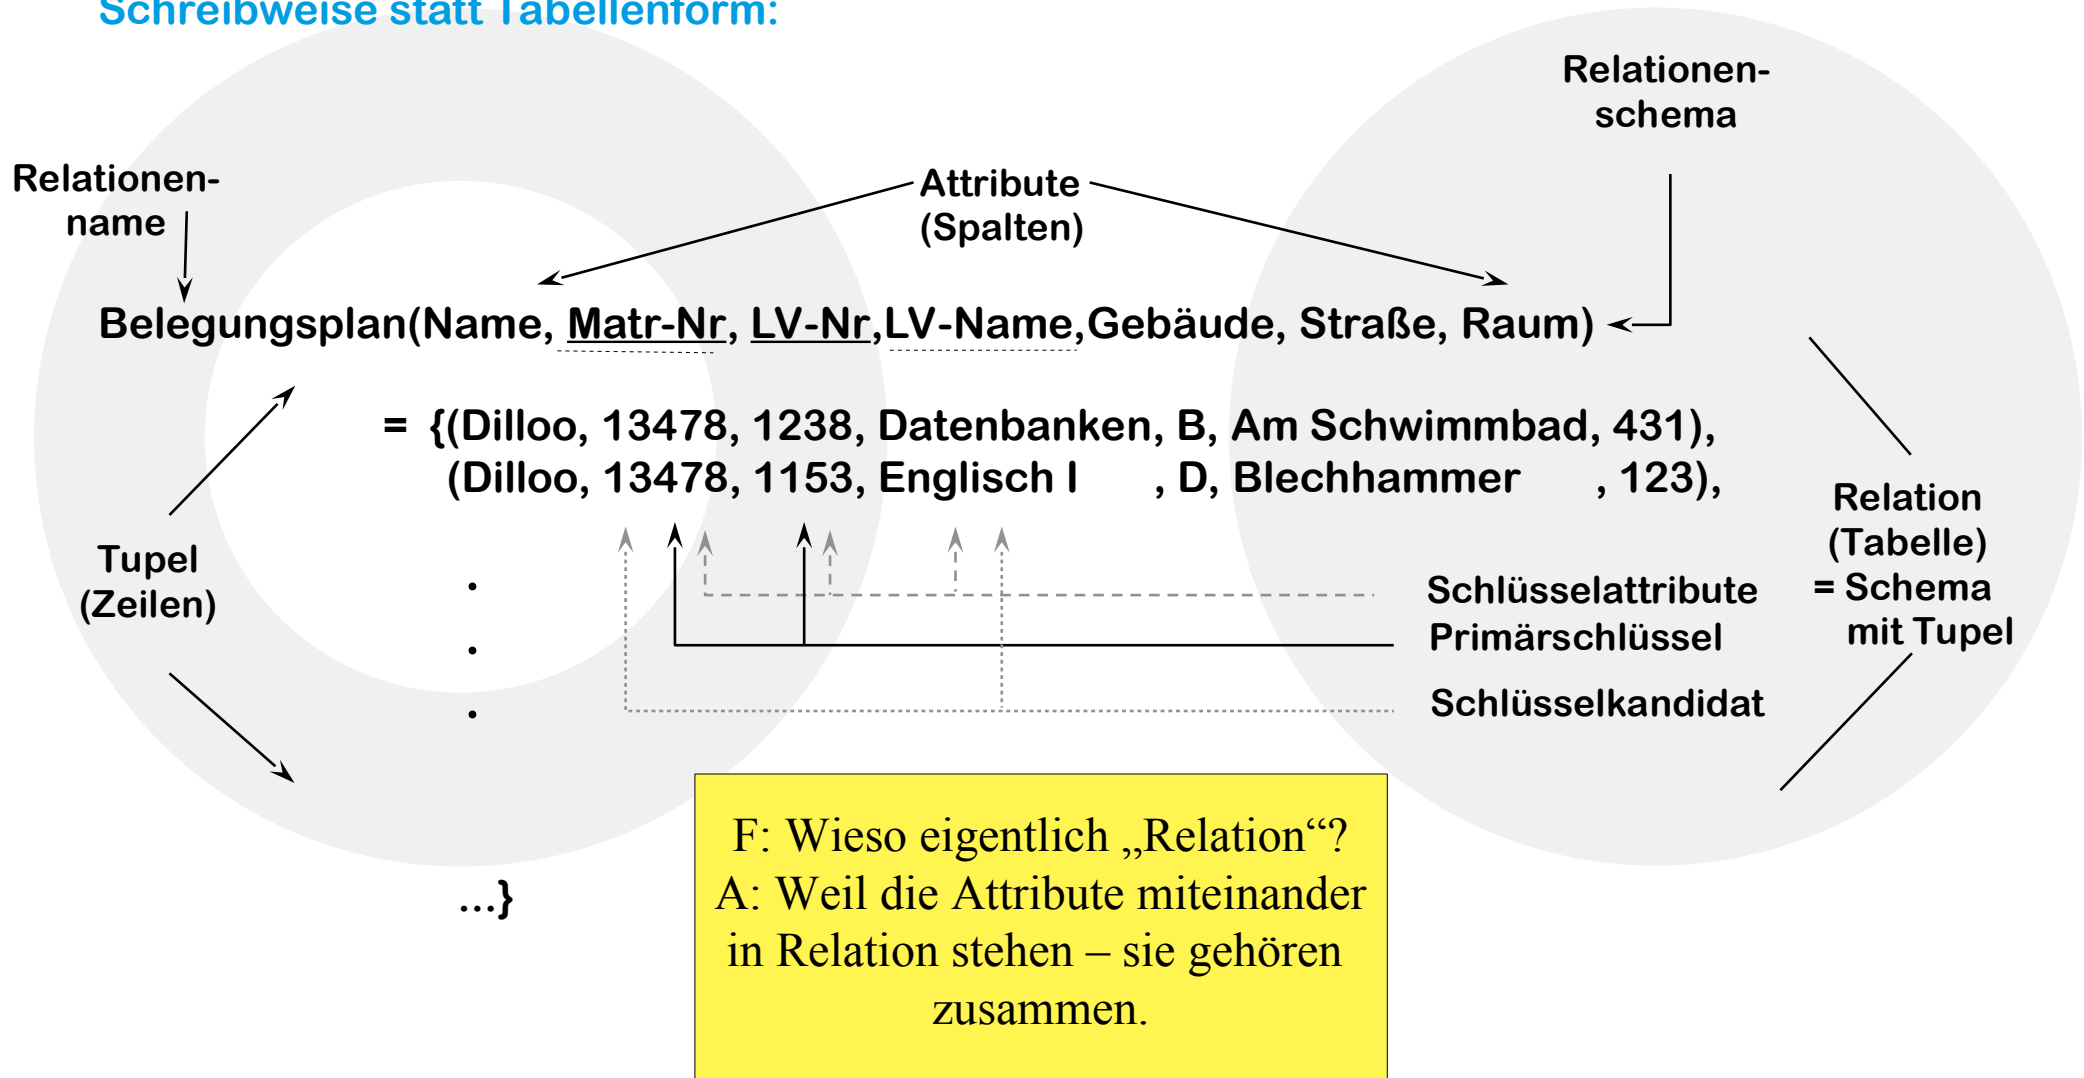 Schreibweise statt Tabellenform:
Relationen-
schema
Relationen-
name
Attribute
(Spalten)
Belegungsplan(Name, Matr-Nr, LV-Nr,LV-Name,Gebäude, Straße, Raum)
= {(Dilloo, 13478, 1238, Datenbanken, B, Am Schwimmbad, 431),
(Dilloo, 13478, 1153, Englisch I , D, Blechhammer , 123),
Relation
(Tabelle)
= Schema
mit Tupel
Tupel
(Zeilen)
.
.
.
Schlüsselattribute
Primärschlüssel
Schlüsselkandidat
...}
F: Wieso eigentlich „Relation“?
A: Weil die Attribute miteinander
in Relation stehen – sie gehören
zusammen.